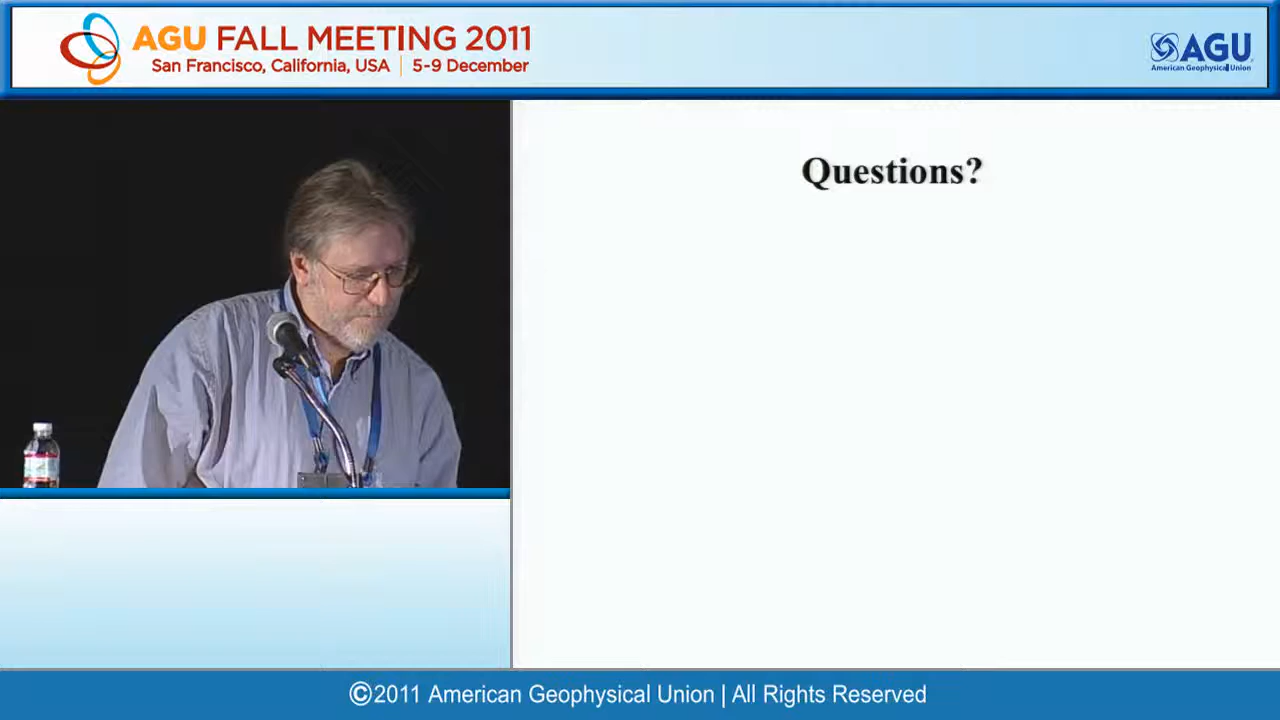 AGU FALL MEETING 2011
San Francisco, California, USA | 5-9 December
AGU
American Geophysical Union
Questions?
©2011 American Geophysical Union | All Rights Reserved